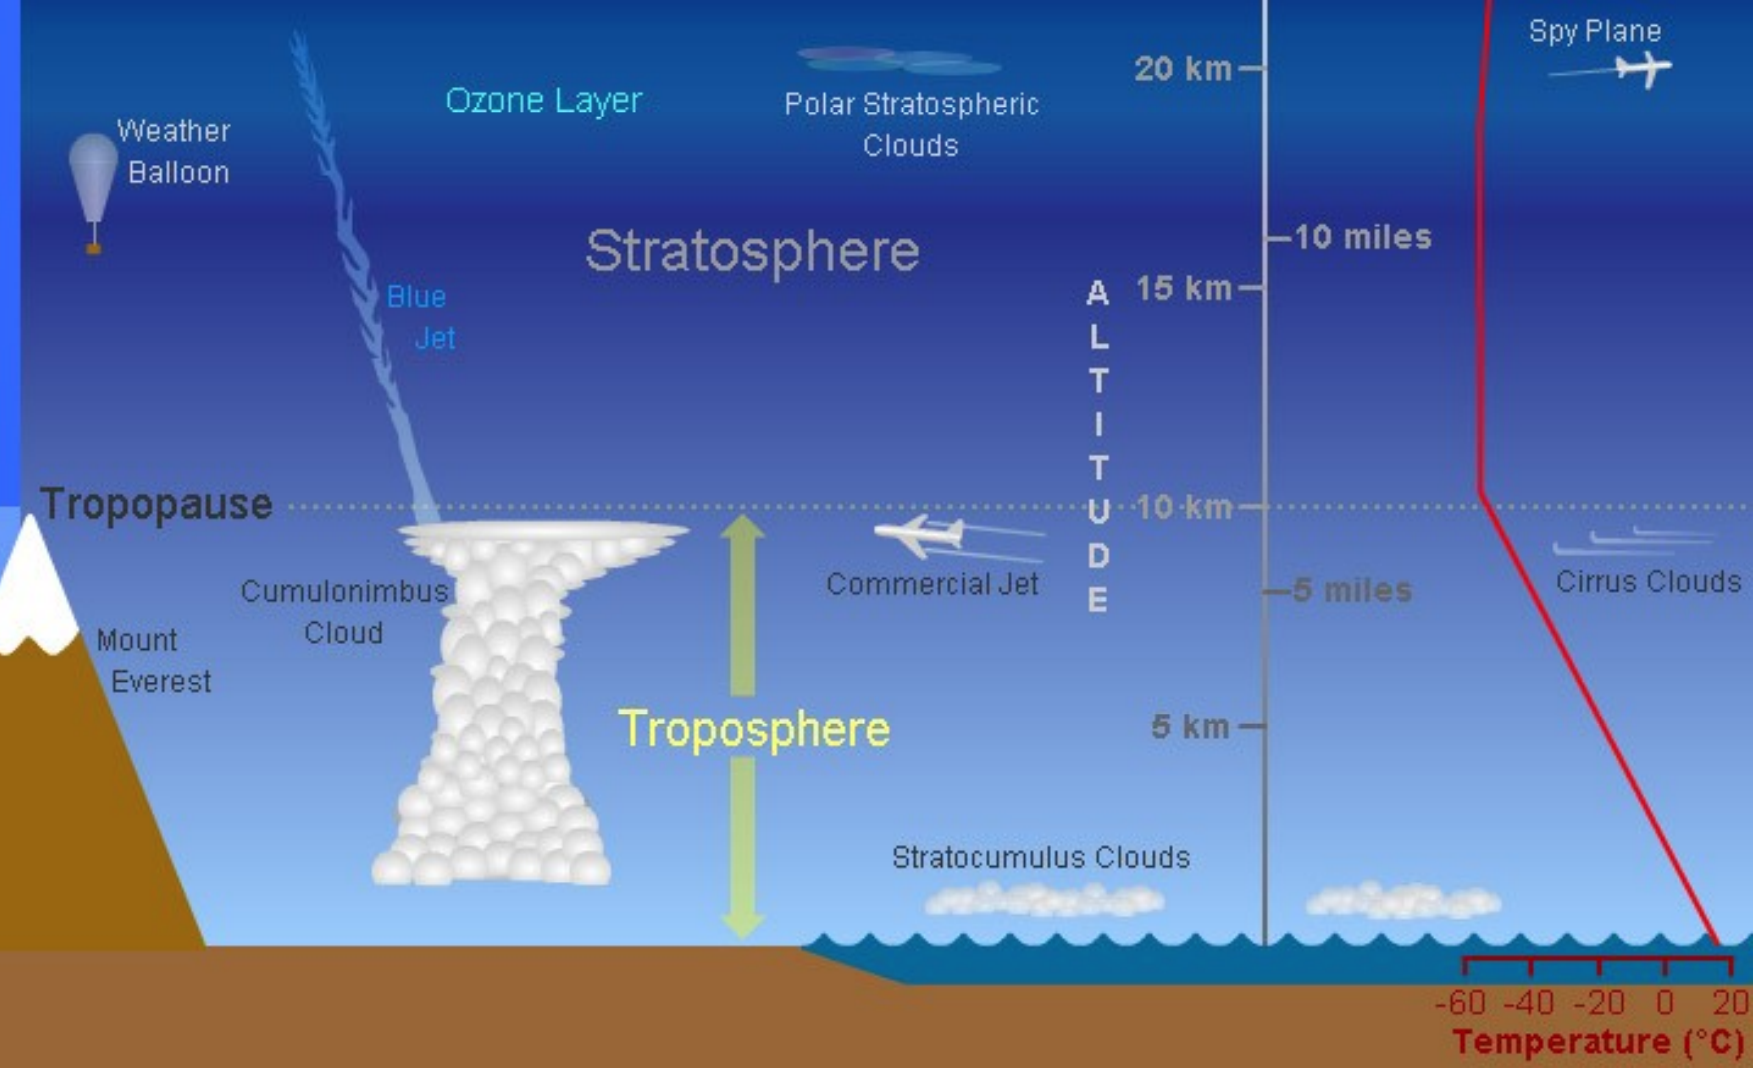 Spy Plane
20 km
Ozone Layer
Polar Stratospheric
Clouds
Weather
Balloon
Stratosphere
10 miles
15 km
Blue
Jet
ALTITUDE
Tropopause
10 km
Commercial Jet
Cirrus Clouds
5 miles
Cumulonimbus
Cloud
Mount
Everest
Troposphere
5 km
Stratocumulus Clouds
-60 -40 -20 0 20
Temperature (°C)